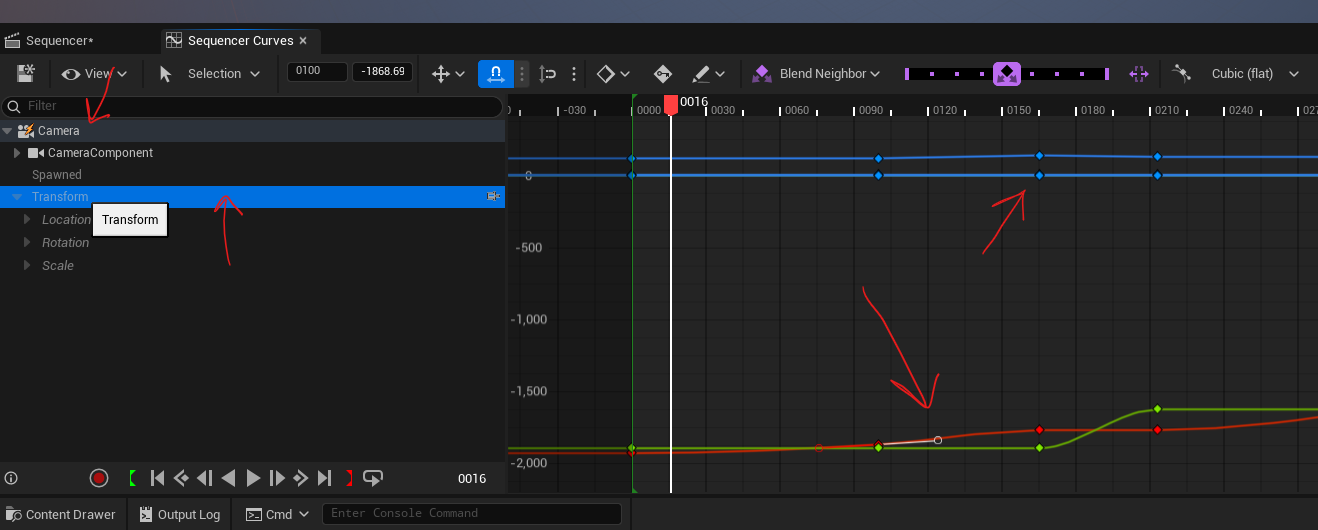 Sequencer* Sequencer Curves ×
View Selection 0100 -1868.69 Blend Neighbor Cubic (flat)
Filter
0 -030 0000 0016 0030 0060 0090 0120 0150 0180 0210 0240 027
Camera
CameraComponent
Spawned
0
Transform
Location
Transform
Rotation
-500
Scale
-1,000
-1,500
-2,000
0016
Content Drawer Output Log Cmd Enter Console Command